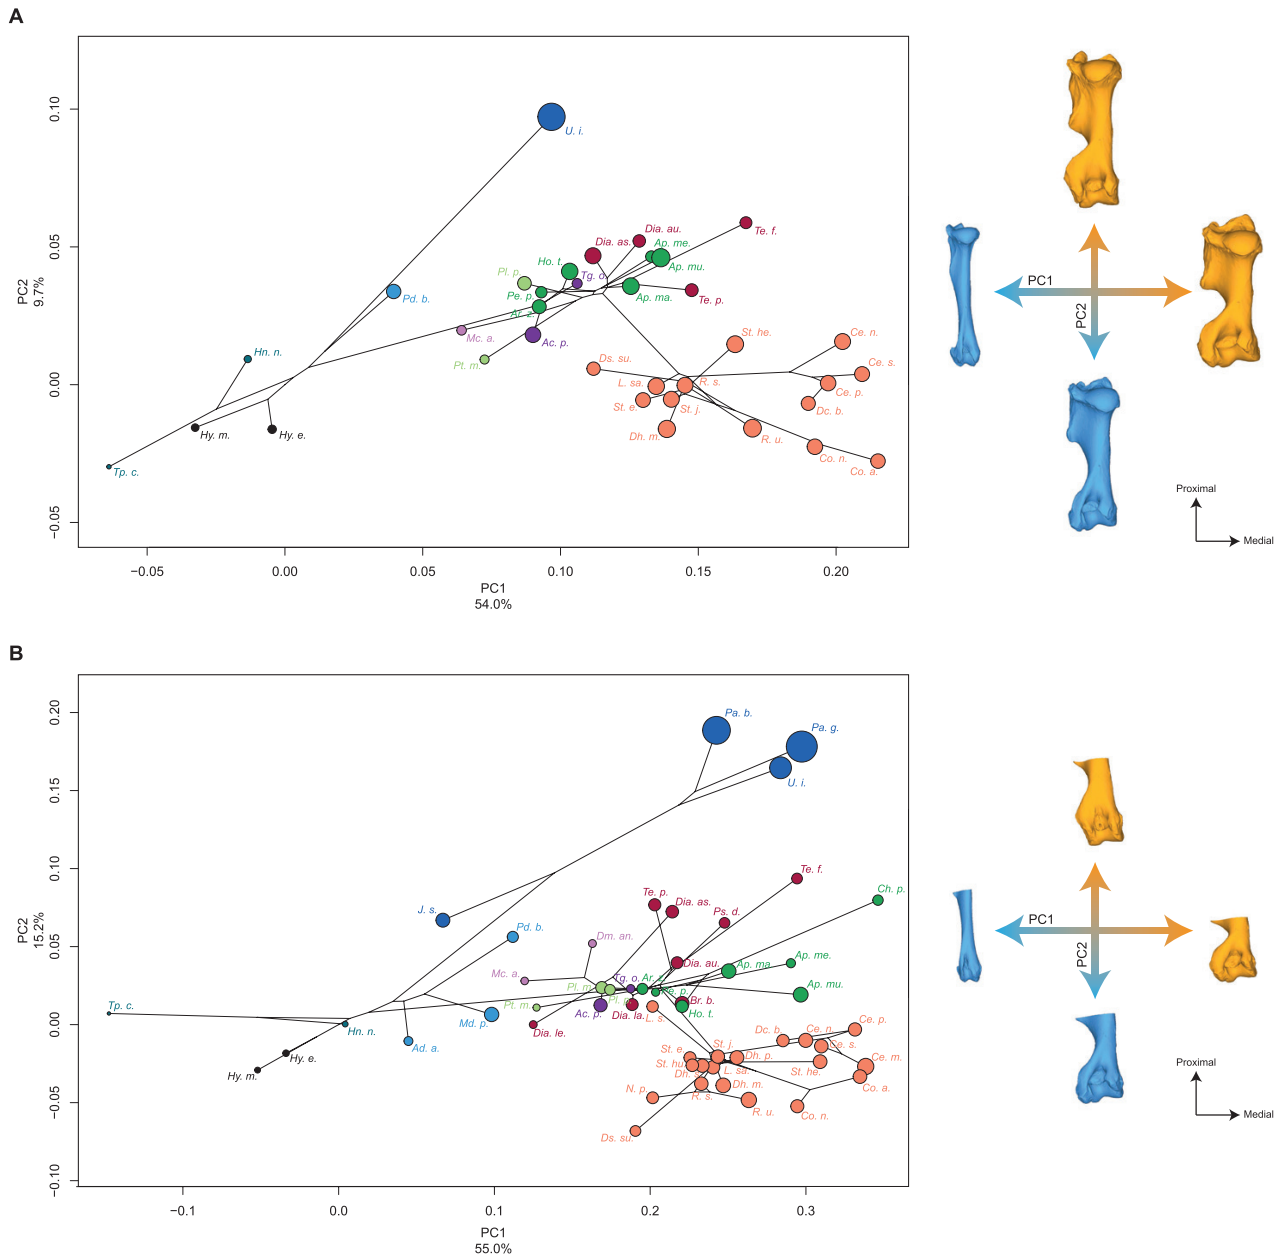 A
0.10
0.05
0.00
−0.05
PC2
9.7%
U. i.
Te. f.
Dia. au.
Dia. as.
Ap. me.
Ho. t.
Ap. mu.
Pl. p.
Tg. o.
Pe. p.
Ap. ma.
Te. p.
Pd. b.
Ar. z.
Mc. a.
Ac. p.
St. he.
Ce. n.
Hn. n.
Pt. m.
Ds. su.
Ce. s.
L. sa.
R. s.
Ce. p.
St. e.
St. j.
Dc. b.
Hy. m.
Hy. e.
Dh. m.
R. u.
Co. n.
Tp. c.
Co. a.
−0.05
0.00
0.05
0.10
0.15
0.20
PC1
54.0%
PC1
PC2
Proximal
Medial
B
0.20
0.15
0.10
0.05
0.00
−0.05
−0.10
PC2
15.2%
Pa. b.
Pa. g.
U. i.
Te. f.
Ch. p.
Te. p.
Dia. as.
J. s.
Ps. d.
Pd. b.
Dm. an.
Ap. me.
Dia. au.
Ap. ma.
Mc. a.
Tg. o.
Ar. z.
Pl. m.
Pl. p.
Pe. p.
Ap. mu.
Br. b.
Pt. m.
Tp. c.
Ac. p.
Dia. la.
L. s.
Ho. t.
Md. p.
Hn. n.
Dia. le.
Ce. p.
Dc. b.
Ce. n.
Ad. a.
St. j.
Ce. s.
Hy. e.
St. e.
Dh. p.
Ce. m.
St. hu.
L. sa.
St. he.
Hy. m.
Dh. s.
Dh. m.
Co. a.
N. p.
R. s.
R. u.
Co. n.
Ds. su.
−0.1
0.0
0.1
0.2
0.3
PC1
55.0%
PC1
PC2
Proximal
Medial